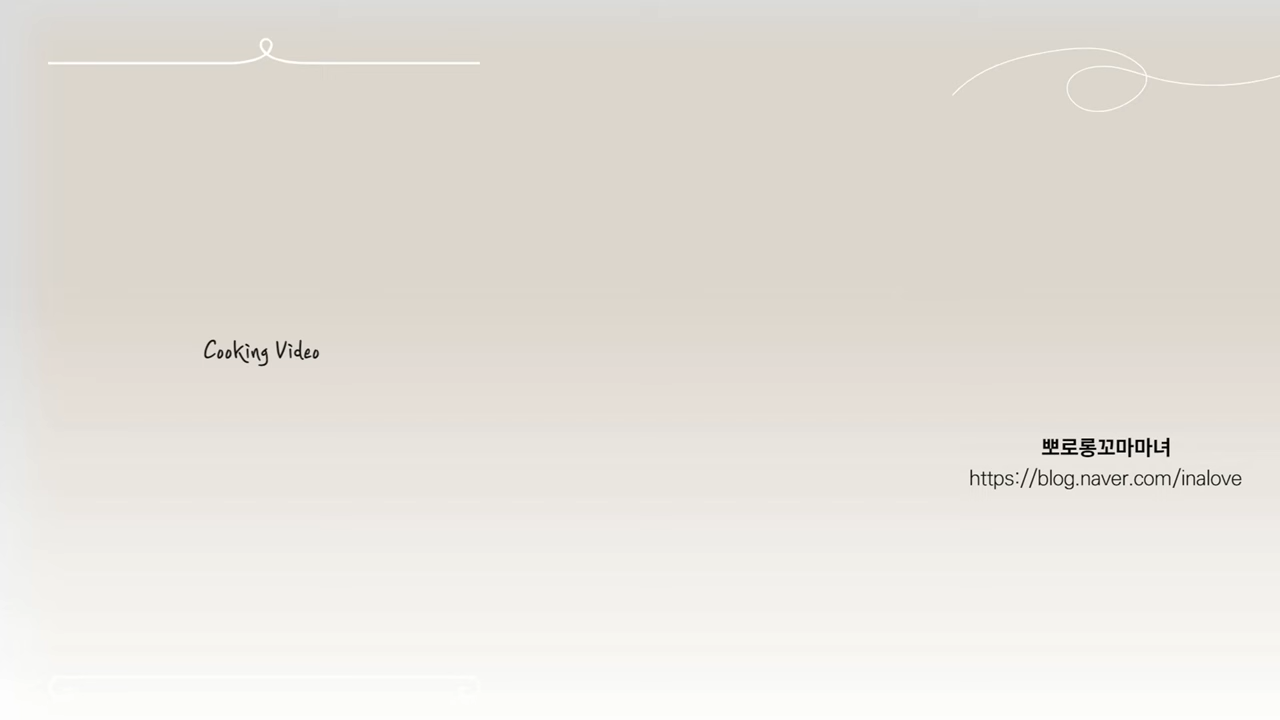 Cooking Video
뽀로롱꼬마마녀
https://blog.naver.com/inalove